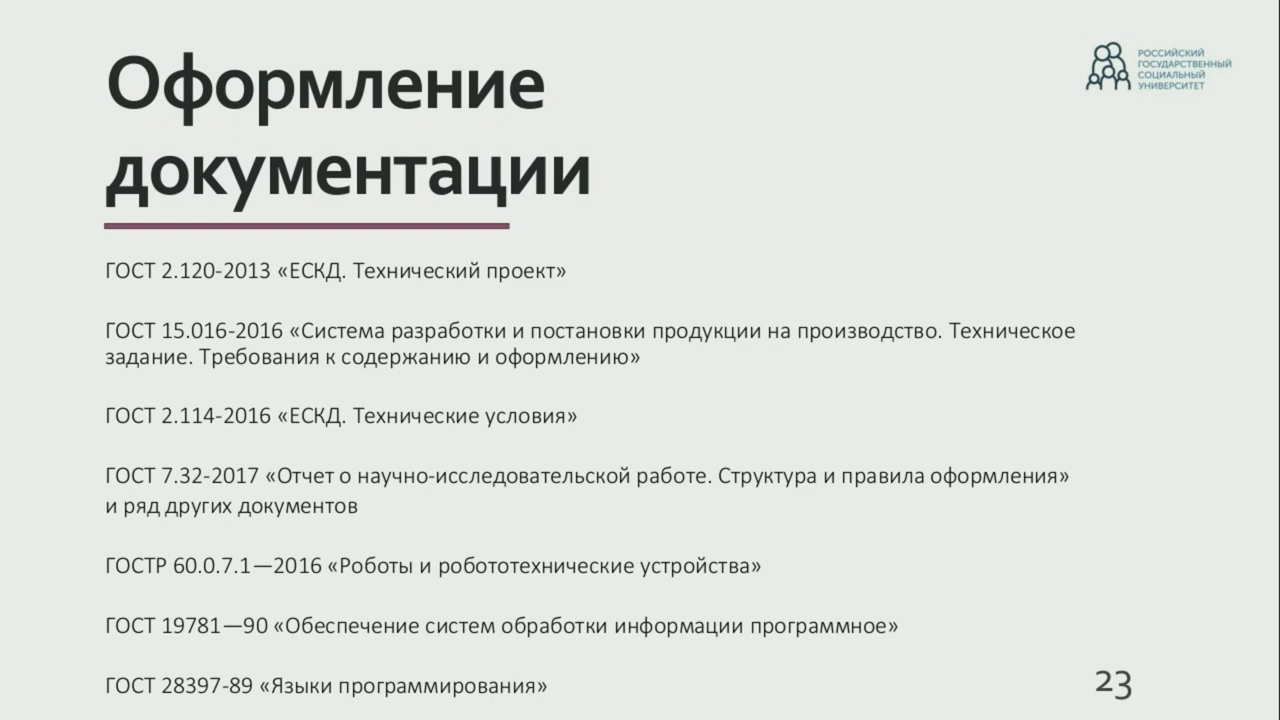 Оформление
документации
РОССИЙСКИЙ
ГОСУДАРСТВЕННЫЙ
СОЦИАЛЬНЫЙ
УНИВЕРСИТЕТ
ГОСТ 2.120-2013 «ЕСКД. Технический проект»
ГОСТ 15.016-2016 «Система разработки и постановки продукции на производство. Техническое
задание. Требования к содержанию и оформлению»
ГОСТ 2.114-2016 «ЕСКД. Технические условия»
ГОСТ 7.32-2017 «Отчет о научно-исследовательской работе. Структура и правила оформления»
и ряд других документов
ГОСТР 60.0.7.1—2016 «Роботы и робототехнические устройства»
ГОСТ 19781—90 «Обеспечение систем обработки информации программное»
ГОСТ 28397-89 «Языки программирования»
23